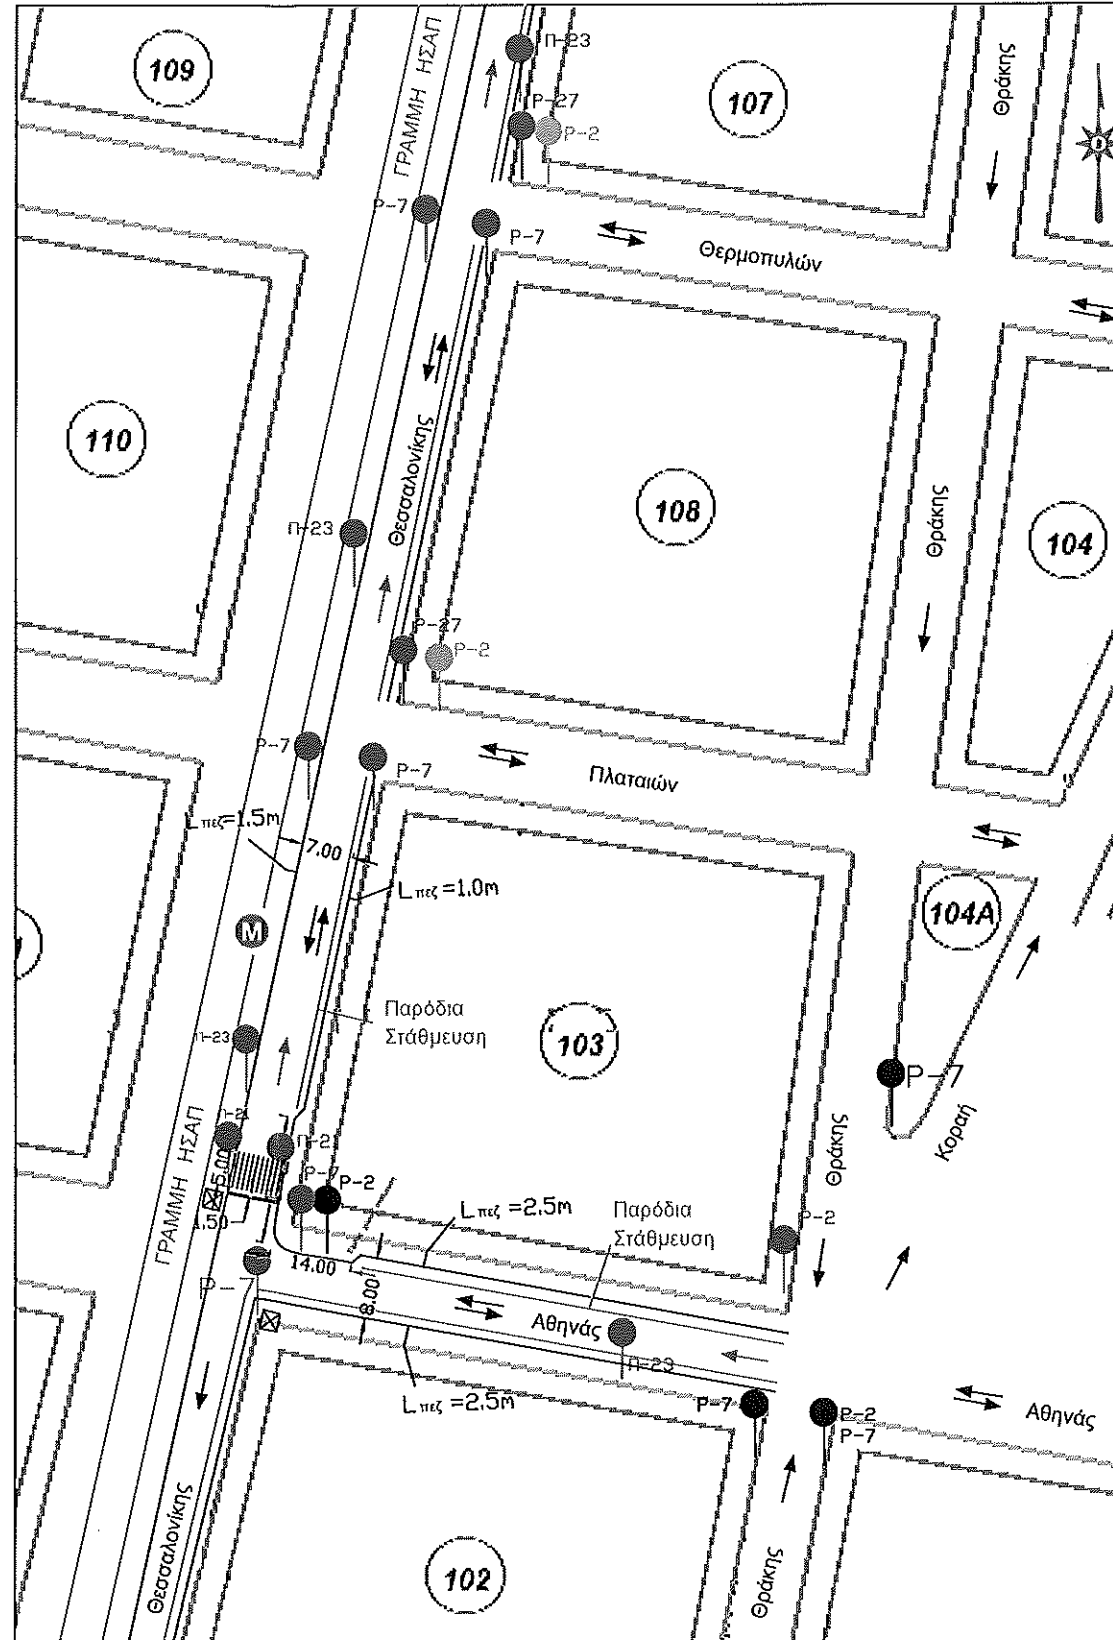 Π-23
109
ΓΡΑΜΜΗ ΗΣΑΠ
107
Θράκης
P-27
P-2
P-7
P-7
Θερμοπυλών
110
Θεσσαλονίκης
108
Θράκης
104
Π-23
P-27
P-2
P-7
P-7
Πλαταιών
L πεζ=1.5m
7.00
L πεζ =1.0m
104A
M
Παρόδια
Στάθμευση
103
Π-23
P-7
Κοραή
Θράκης
ΓΡΑΜΜΗ ΗΣΑΠ
Π-21
Π-21
5.00
P-7
P-2
1.50
L πεζ =2.5m
Παρόδια
Στάθμευση
P-2
14.00
P-7
8.00
Αθηνάς
Π-23
L πεζ =2.5m
P-7
P-2
P-7
Αθηνάς
Θεσσαλονίκης
102
Θράκης